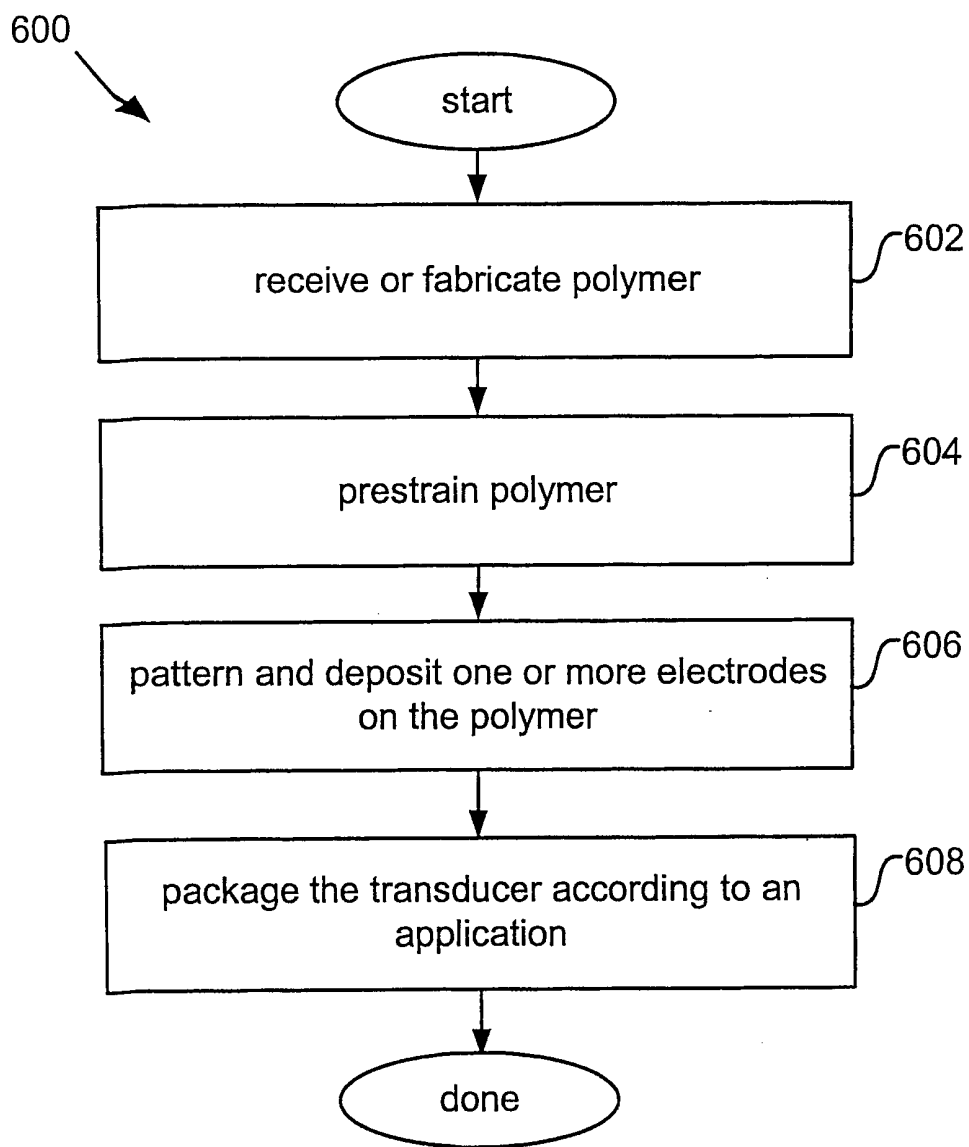 600
start
receive or fabricate polymer
602
prestrain polymer
604
pattern and deposit one or more electrodes
on the polymer
606
package the transducer according to an
application
608
done